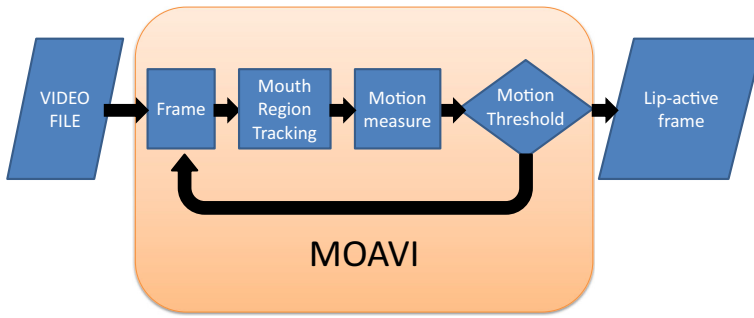 VIDEO
FILE
Frame
Mouth
Region
Tracking
Motion
measure
Motion
Threshold
Lip-active
frame
MOAVI